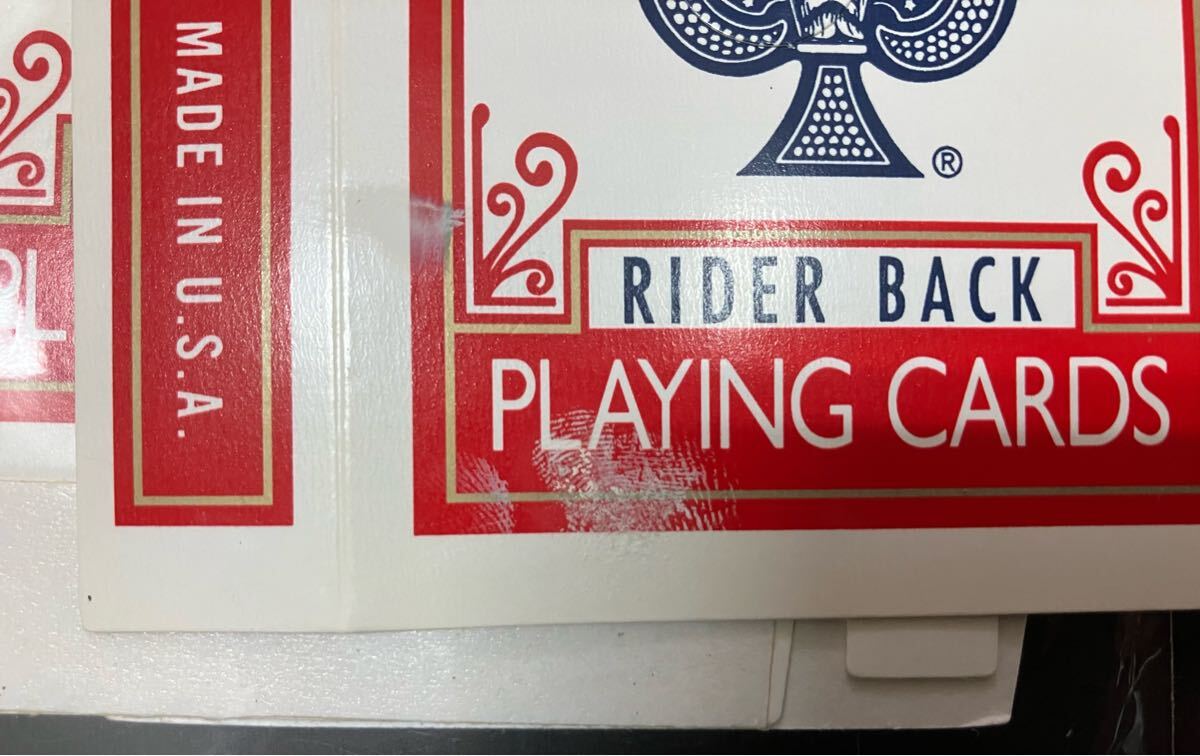 MADE IN U.S.A.
®
RIDER BACK
PLAYING CARDS